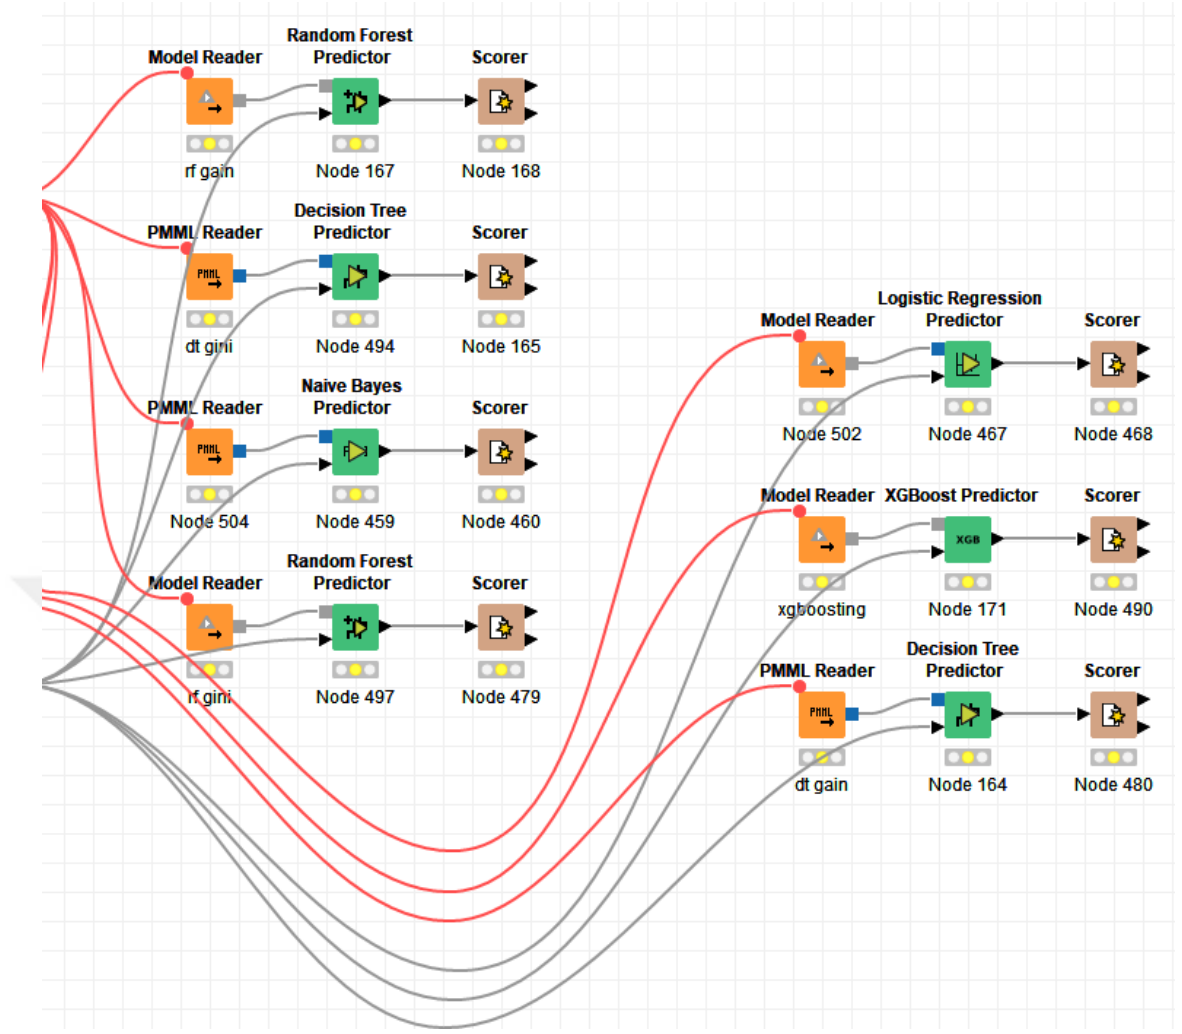 Random Forest
Model Reader Predictor Scorer
rf gain Node 167 Node 168
Decision Tree
PMML Reader Predictor Scorer
PMML
dt gini Node 494 Node 165
Naive Bayes
PMML Reader Predictor Scorer
PMML
Node 504 Node 459 Node 460
Random Forest
Model Reader Predictor Scorer
rf gini Node 497 Node 479
Logistic Regression
Model Reader Predictor Scorer
Node 502 Node 467 Node 468
Model Reader XGBoost Predictor Scorer
XGB
xgboosting Node 171 Node 490
Decision Tree
PMML Reader Predictor Scorer
PMML
dt gain Node 164 Node 480